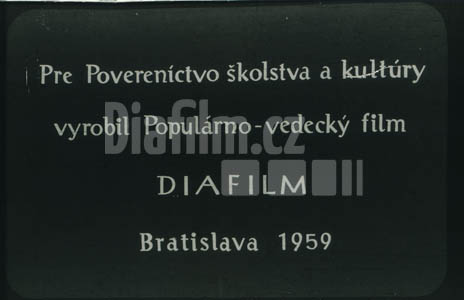 Pre Povereníctvo školstva a kultúry
vyrobil Populárno-vedecký film
Diafilm.cz
DIAFILM
Bratislava 1959